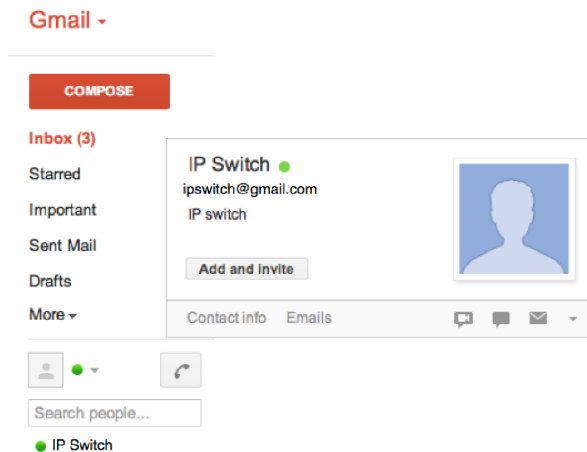 Gmail
COMPOSE
Inbox (3)
Starred
Important
Sent Mail
Drafts
More
IP Switch
ipswitch@gmail.com
IP switch
Add and invite
Contact info Emails
Search people...
IP Switch